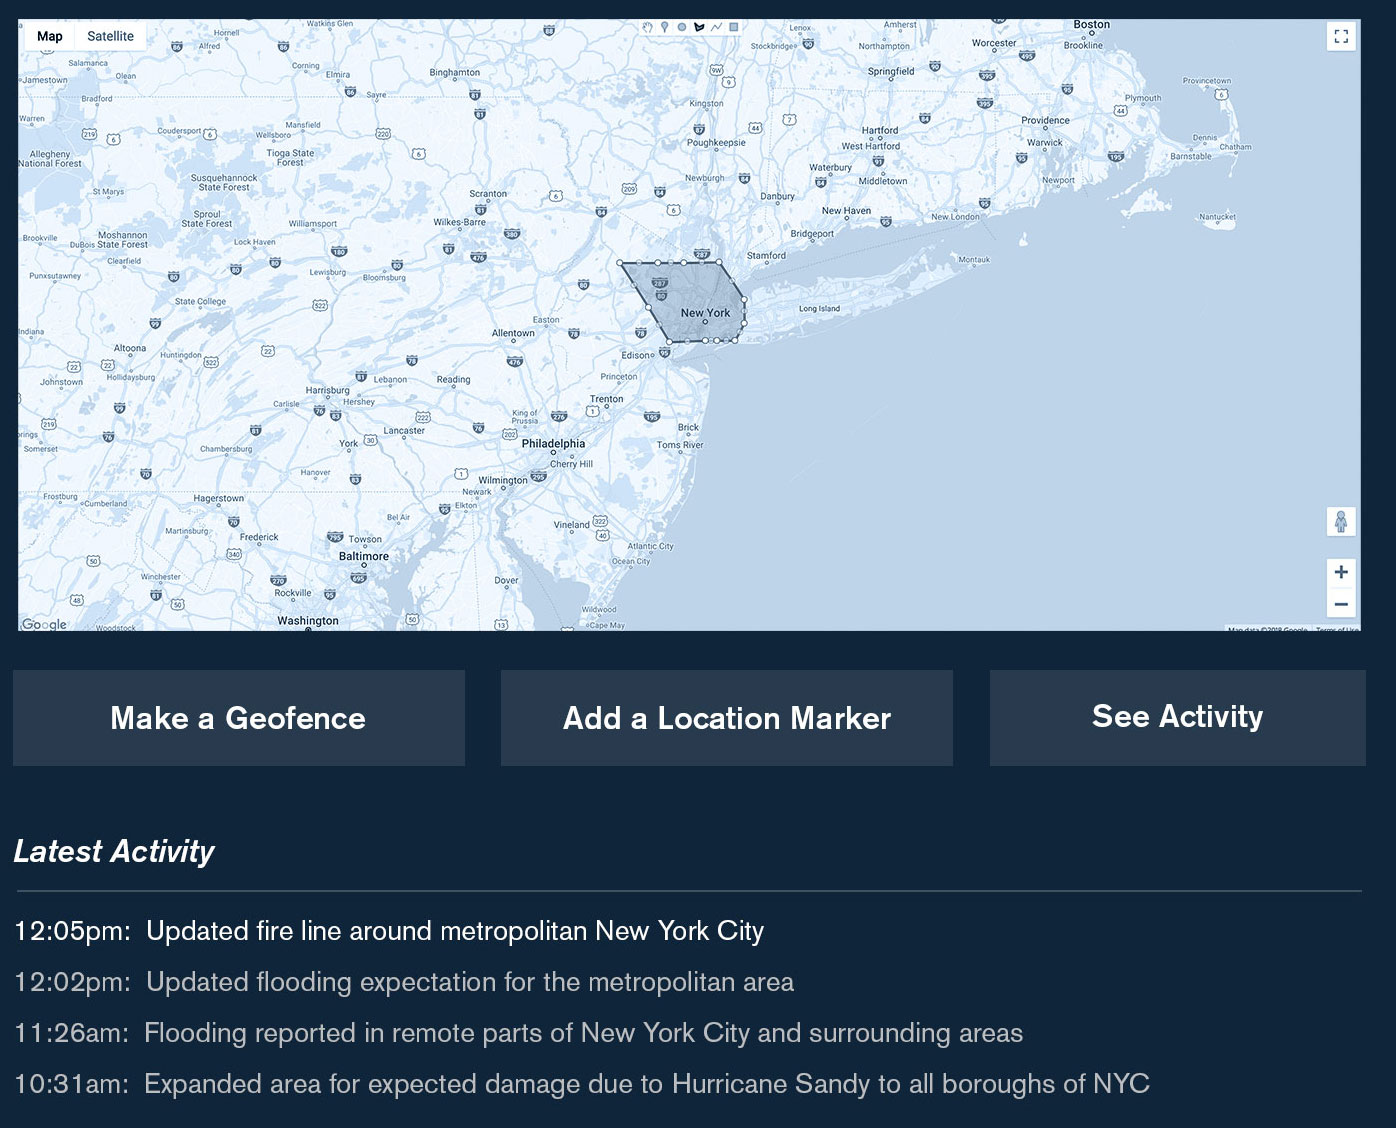 Map
Satellite
Watkins Glen
Hornell
Alfred
Salamanca
Olean
Jamestown
Bradford
Warren
Corning
Elmira
Sayre
Binghamton
Coudersport
Mansfield
Wellsboro
Allegheny
National Forest
Tioga State
Forest
Susquehannock
State Forest
St Marys
Sproul
State Forest
Moshannon
State Forest
Brookville
DuBois
Clearfield
Punxsutawney
Lock Haven
Williamsport
Lewisburg
Bloomsburg
Scranton
Wilkes-Barre
State College
Indiana
Altoona
Huntingdon
Hollidaysburg
Johnstown
Somerset
Frostburg
Cumberland
Chambersburg
Carlisle
Harrisburg
Hershey
Lebanon
Reading
Lancaster
York
Hanover
Hagerstown
Martinsburg
Frederick
Winchester
Woodstock
Rockville
Washington
Baltimore
Towson
Bel Air
Elkton
Newark
Wilmington
Dover
Philadelphia
King of
Prussia
Cherry Hill
Vineland
Atlantic City
Ocean City
Wildwood
Cape May
Allentown
Easton
Edison
Princeton
Trenton
Brick
Toms River
New York
Long Island
Montauk
Stamford
Bridgeport
New Haven
New London
Danbury
Newburgh
Poughkeepsie
Kingston
Waterbury
Middletown
Hartford
West Hartford
Springfield
Northampton
Amherst
Lenox
Stockbridge
Worcester
Boston
Brookline
Providence
Warwick
Newport
Plymouth
Provincetown
Dennis
Barnstable
Chatham
Nantucket
Google
Map data ©2018 Google
Terms of Use
Make a Geofence
Add a Location Marker
See Activity
Latest Activity
12:05pm: Updated fire line around metropolitan New York City
12:02pm: Updated flooding expectation for the metropolitan area
11:26am: Flooding reported in remote parts of New York City and surrounding areas
10:31am: Expanded area for expected damage due to Hurricane Sandy to all boroughs of NYC